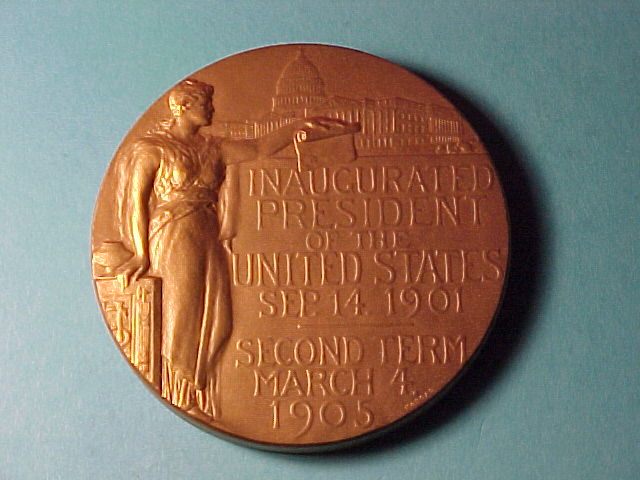 INAUGURATED
PRESIDENT
OF THE
UNITED STATES
SEP 14 1901
SECOND TERM
MARCH 4
1905